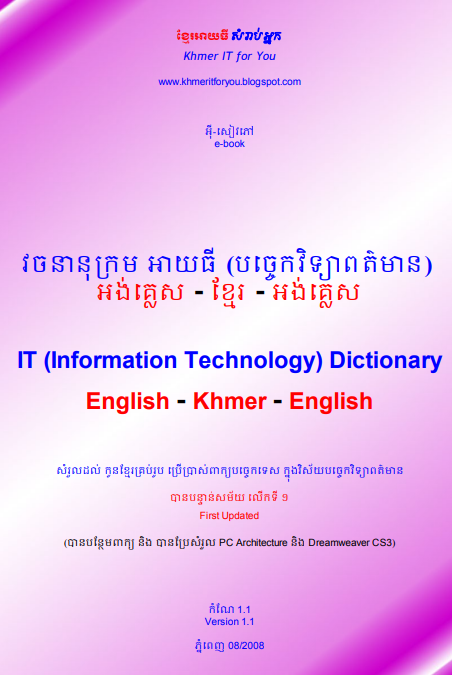 ខ្មែរអាយធី សំរាប់អ្នក
Khmer IT for You
www.khmeritforyou.blogspot.com
អ៊ី-សៀវភៅ
e-book
វចនានុក្រម អាយធី (បច្ចេកវិទ្យាពត៌មាន)
អង់គ្លេស - ខ្មែរ - អង់គ្លេស
IT (Information Technology) Dictionary
English - Khmer - English
សំរួលដល់ កូនខ្មែរគ្រប់រូប ប្រើប្រាស់ពាក្យបច្ចេកទេស ក្នុងវិស័យបច្ចេកវិទ្យាពត៌មាន
បានបន្ទាន់សម័យ លើកទី ១
First Updated
(បានបន្ថែមពាក្យ និង បានប្រែសំរួល PC Architecture និង Dreamweaver CS3)
កំណែ 1.1
Version 1.1
ភ្នំពេញ 08/2008